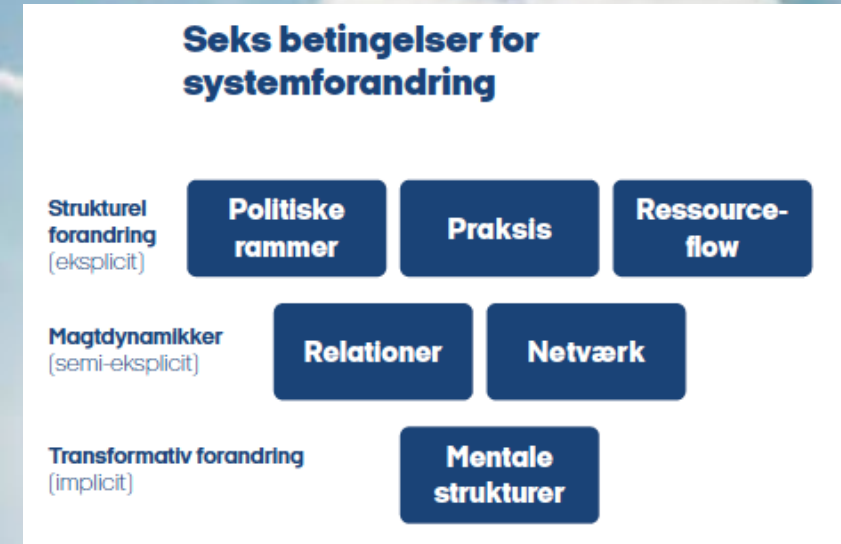 Seks betingelser for
systemforandring
Strukturel
forandring
(eksplicit)
Politiske
rammer
Praksis
Ressource-
flow
Magtdynamikker
(semi-eksplicit)
Relationer
Netværk
Transformativ forandring
(implicit)
Mentale
strukturer